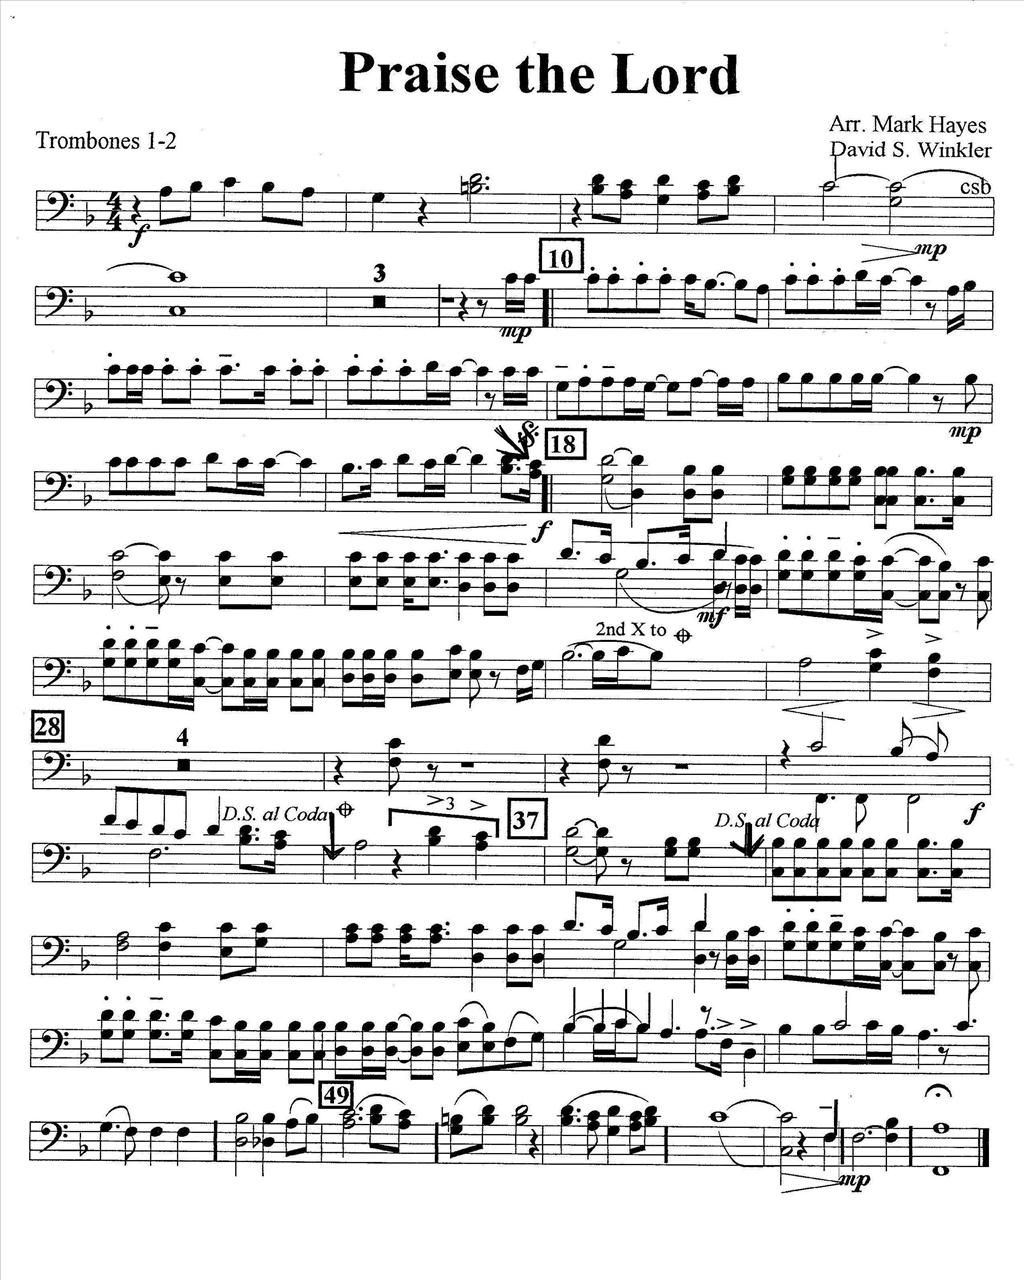 Praise the Lord
Arr. Mark Hayes
Trombones 1-2
David S. Winkler
csb
4
4
f
mp
10
3
mp
mp
18
f
mf
2nd X to
28
4
f
D.S. al Coda
3
37
D.S. al Coda
49
mp